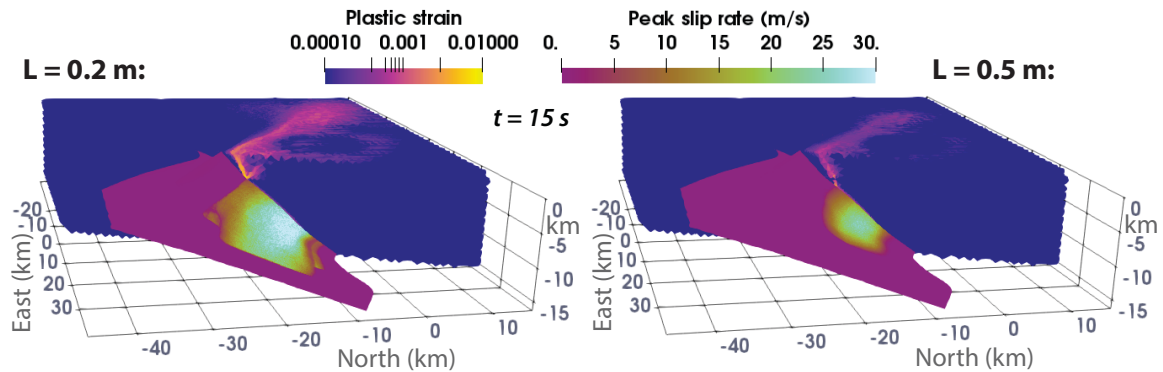 Plastic strain
0.00010 0.001 0.01000
Peak slip rate (m/s)
0. 5 10 15 20 25 30.
L = 0.2 m:
L = 0.5 m:
t = 15 s
-20
-10
0
10
20
30
East (km)
-40 -30 -20 -10 0 10
North (km)
0
km
-5
-10
-15
-20
-10
0
10
20
30
East (km)
-40 -30 -20 -10 0 10
North (km)
0
km
-5
-10
-15